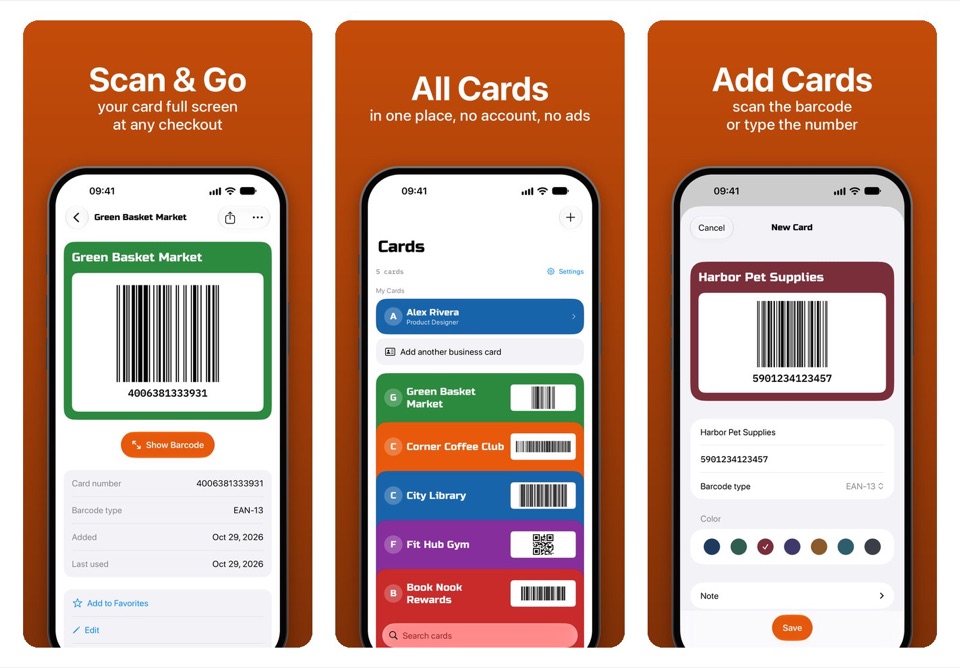 Scan & Go
your card full screen
at any checkout
09:41
Green Basket Market
Green Basket Market
4006381333931
Show Barcode
Card number 4006381333931
Barcode type EAN-13
Added Oct 29, 2026
Last used Oct 29, 2026
Add to Favorites
Edit
All Cards
in one place, no account, no ads
09:41
Cards
5 cards Settings
My Cards
A Alex Rivera
Product Designer
Add another business card
G Green Basket
Market
C Corner Coffee Club
C City Library
F Fit Hub Gym
B Book Nook
Rewards
Search cards
Add Cards
scan the barcode
or type the number
09:41
Cancel New Card
Harbor Pet Supplies
5901234123457
Harbor Pet Supplies
5901234123457
Barcode type EAN-13
Color
Note
Save